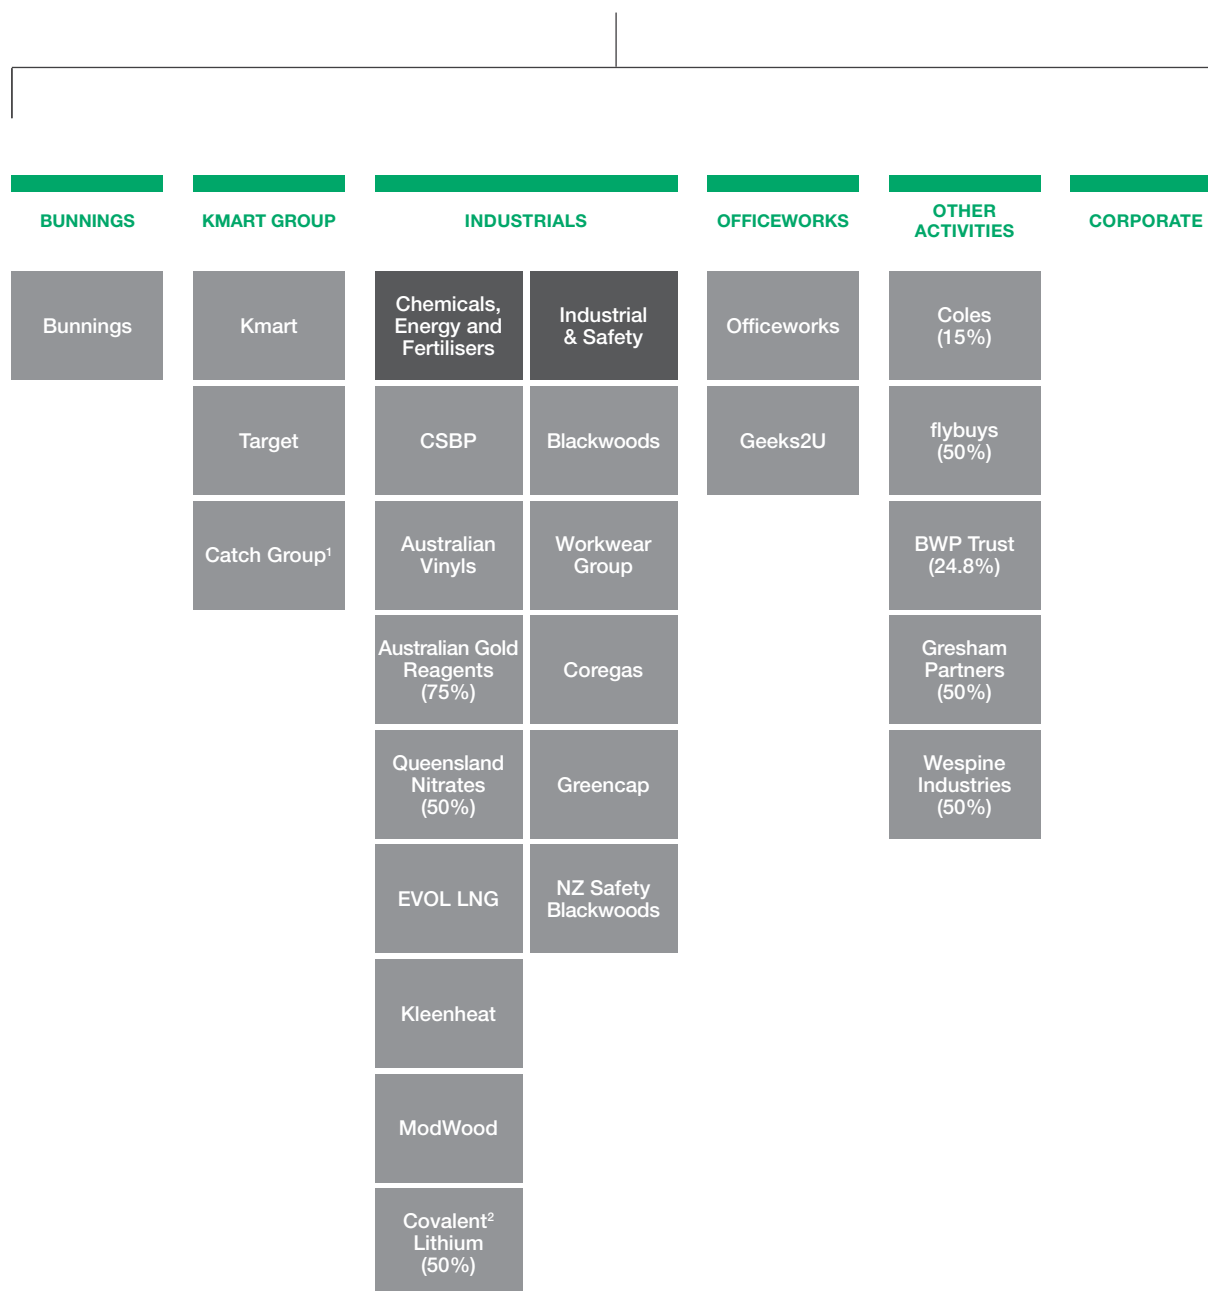 BUNNINGS
Bunnings
KMART GROUP
Kmart
Target
Catch Group¹
INDUSTRIALS
Chemicals,
Energy and
Fertilisers
CSBP
Australian
Vinyls
Australian Gold
Reagents
(75%)
Queensland
Nitrates
(50%)
EVOL LNG
Kleenheat
ModWood
Covalent²
Lithium
(50%)
Industrial
& Safety
Blackwoods
Workwear
Group
Coregas
Greencap
NZ Safety
Blackwoods
OFFICEWORKS
Officeworks
Geeks2U
OTHER
ACTIVITIES
Coles
(15%)
flybuys
(50%)
BWP Trust
(24.8%)
Gresham
Partners
(50%)
Wespine
Industries
(50%)
CORPORATE